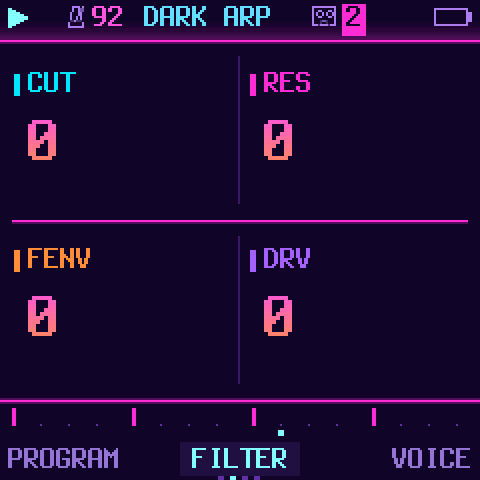 92 DARK ARP 2
CUT RES
0 0
FENV DRV
0 0
PROGRAM FILTER VOICE